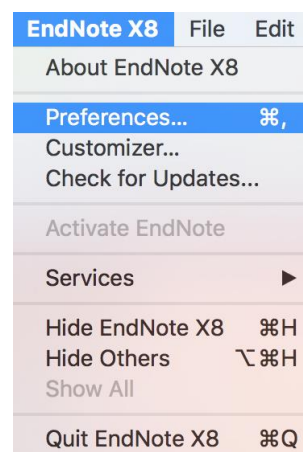 EndNote X8 File Edit
About EndNote X8
Preferences... ⌘,
Customizer...
Check for Updates...
Activate EndNote
Services ▶
Hide EndNote X8 ⌘H
Hide Others ⌥⌘H
Show All
Quit EndNote X8 ⌘Q